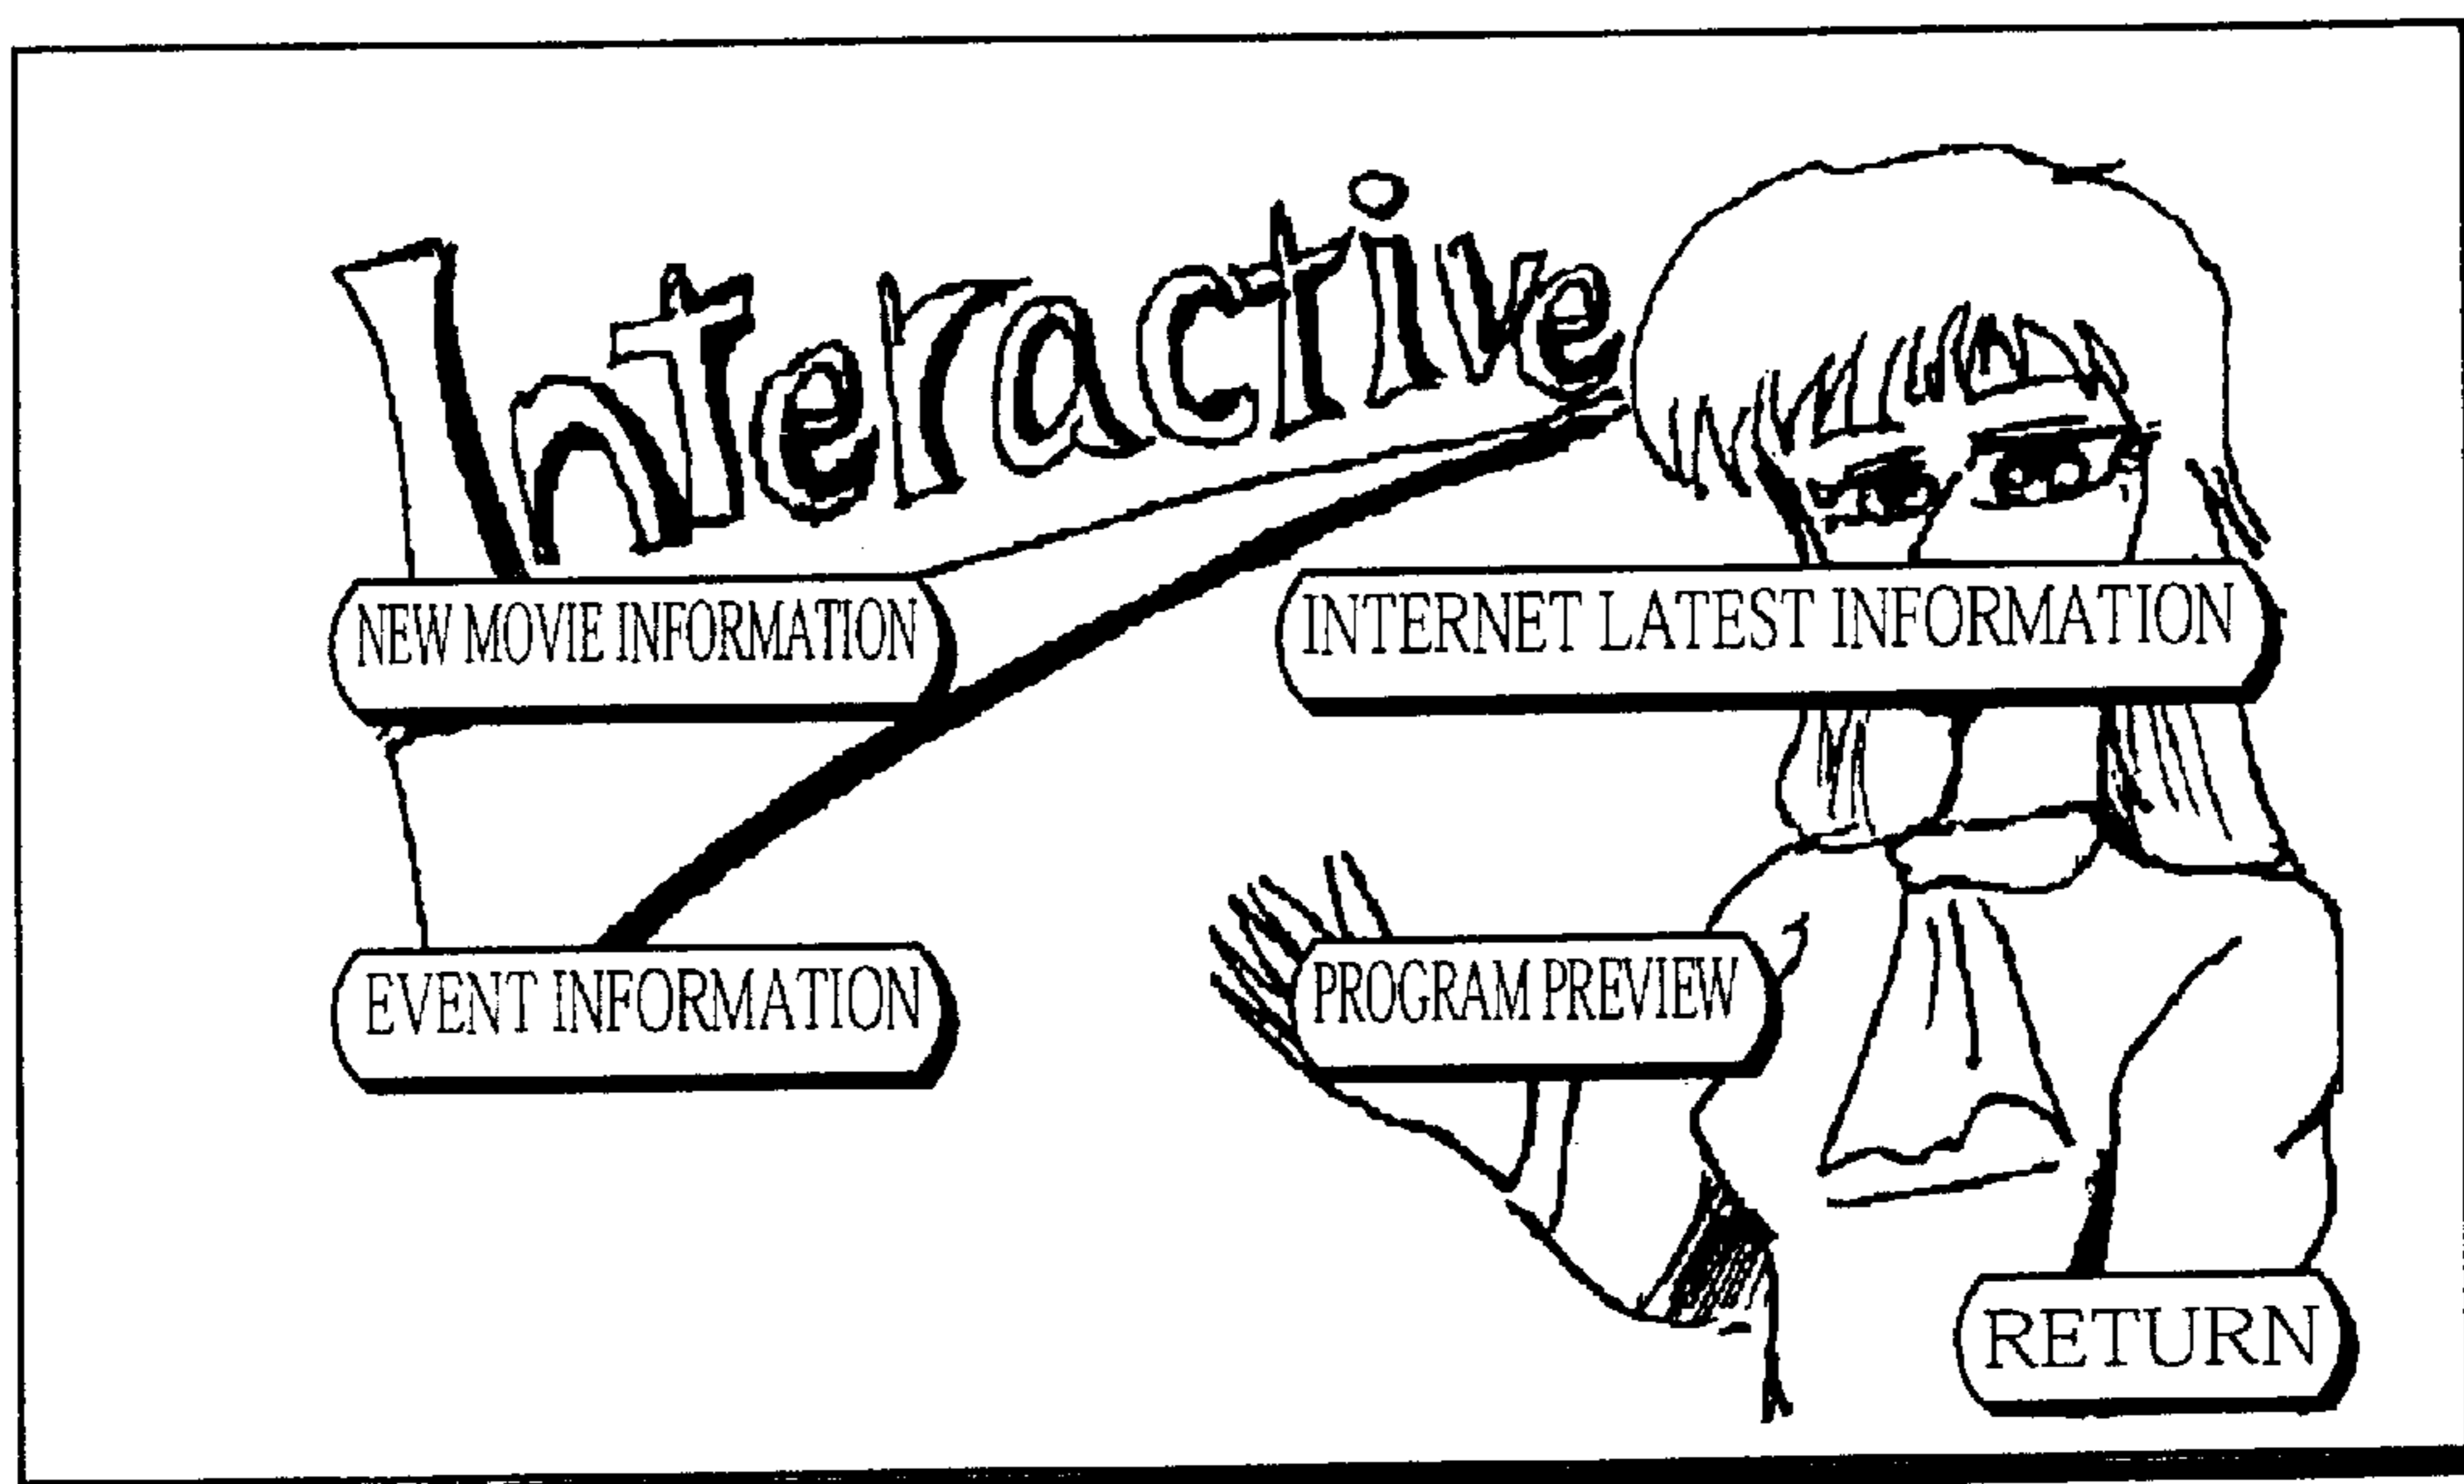 Interactive
NEW MOVIE INFORMATION
INTERNET LATEST INFORMATION
EVENT INFORMATION
PROGRAM PREVIEW
RETURN